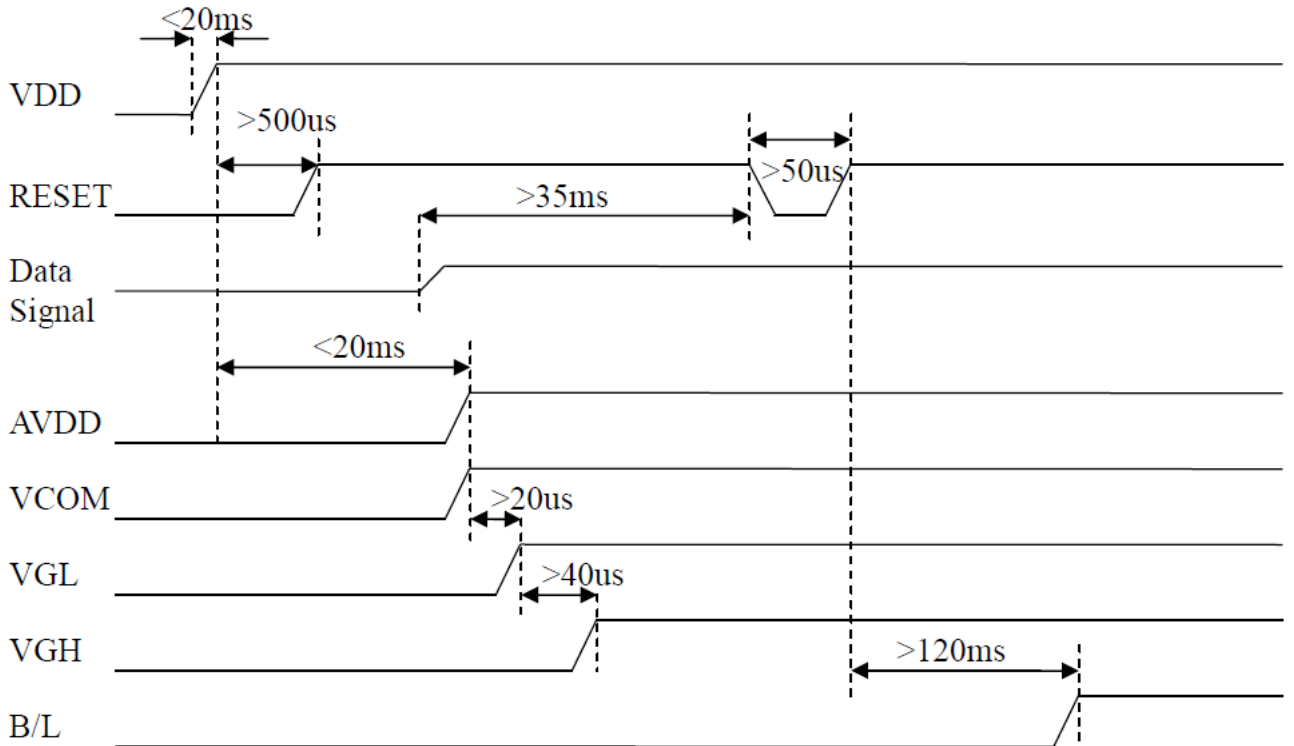 <20ms
VDD
>500us
>50us
RESET
>35ms
Data
Signal
<20ms
AVDD
VCOM
>20us
VGL
>40us
VGH
>120ms
B/L